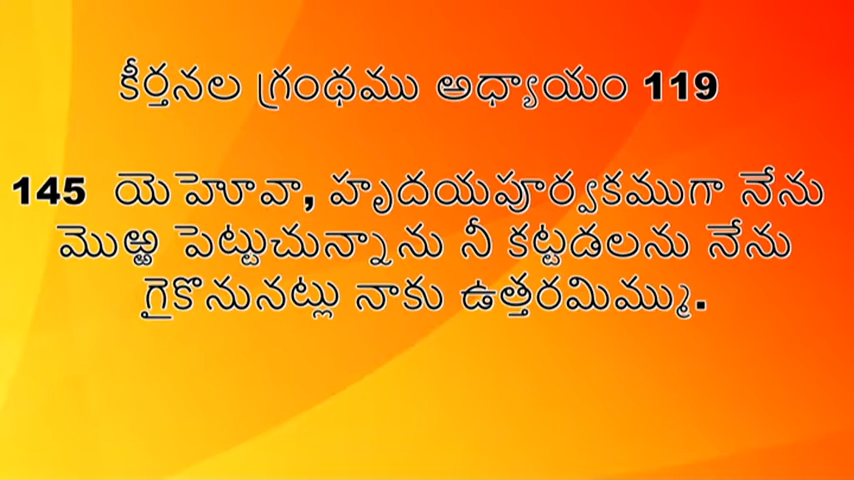 కీర్తనల గ్రంథము అధ్యాయం 119
145 యెహెూవా, హృదయపూర్వకముగా నేను
మొఱ్ఱ పెట్టుచున్నాను నీ కట్టడలను నేను
గైకొనునట్లు నాకు ఉత్తరమిమ్ము.